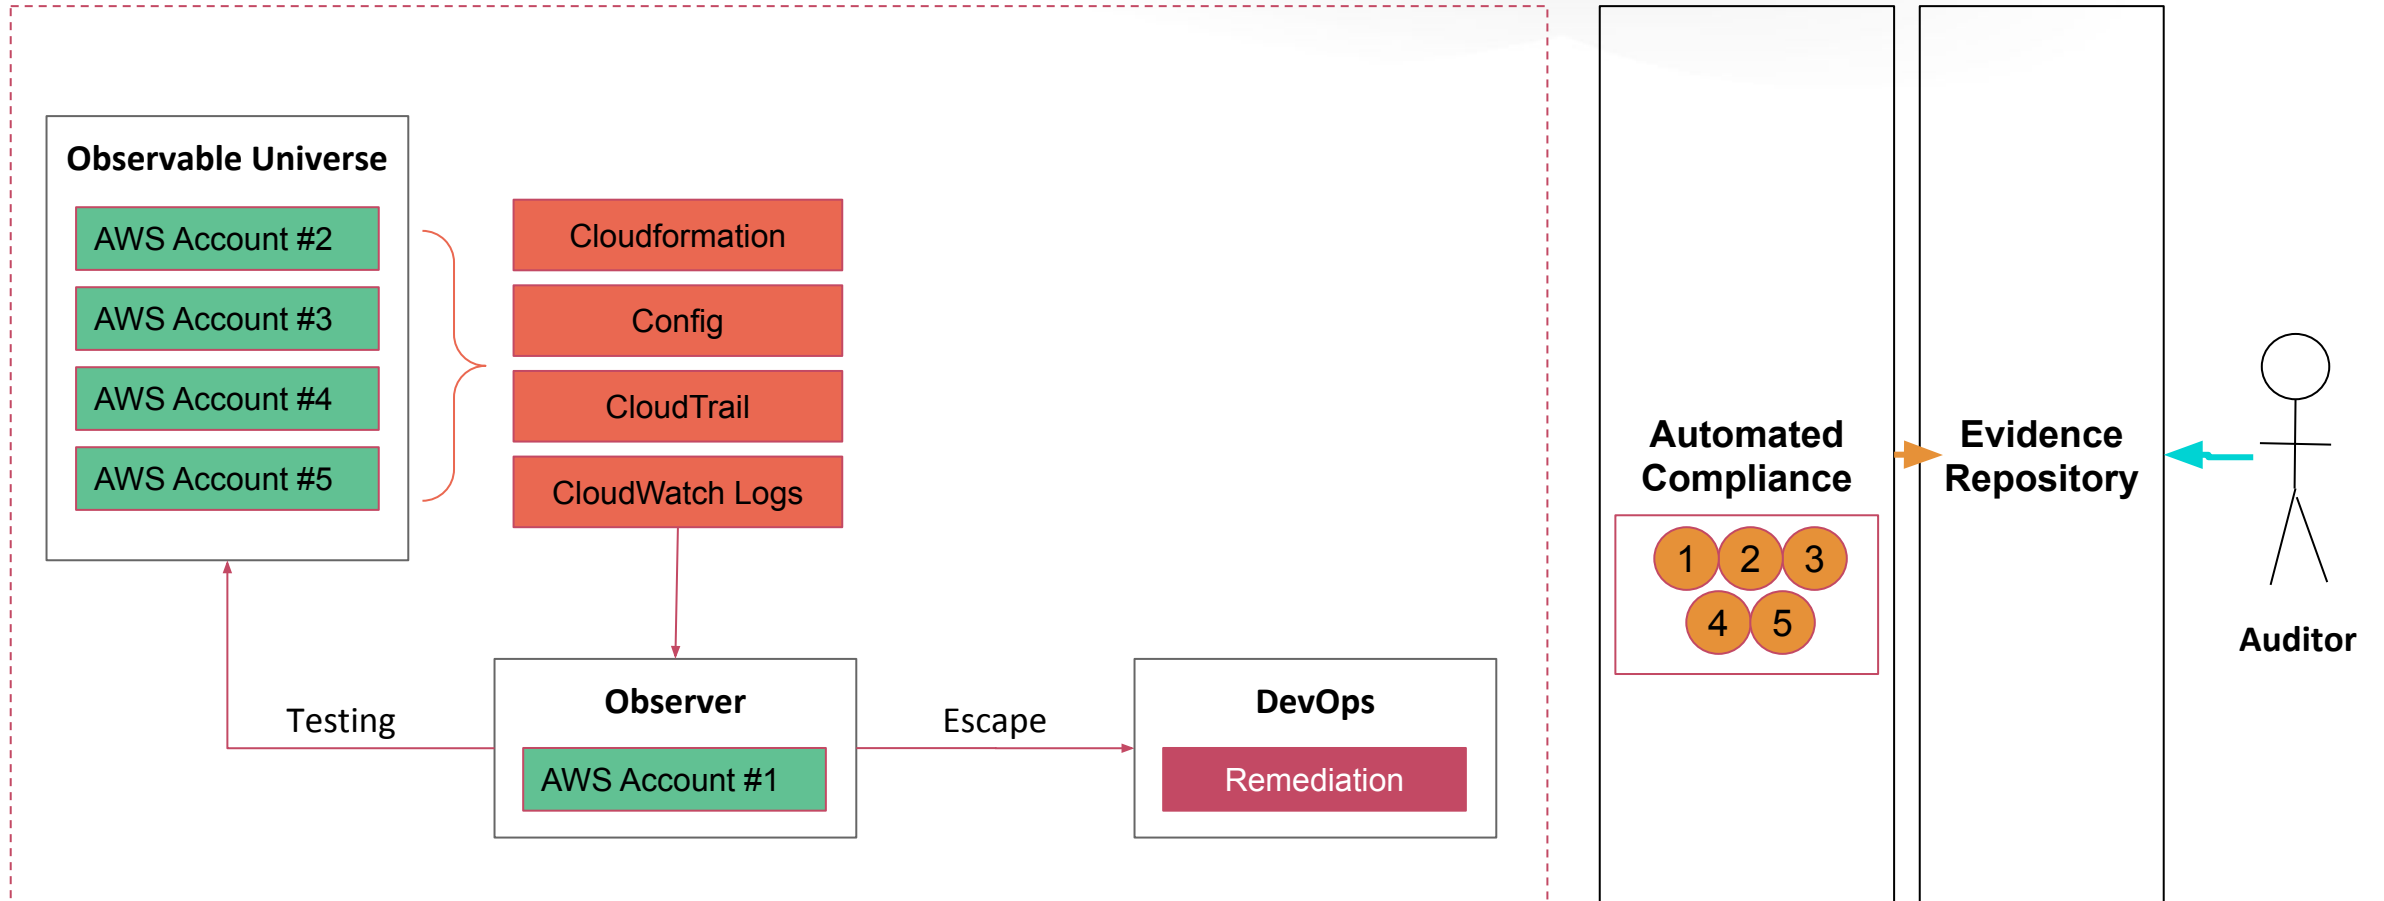 Observable Universe
AWS Account #2
AWS Account #3
AWS Account #4
AWS Account #5
Cloudformation
Config
CloudTrail
CloudWatch Logs
Testing
Observer
AWS Account #1
Escape
DevOps
Remediation
Automated
Compliance
1 2 3
4 5
Evidence
Repository
Auditor